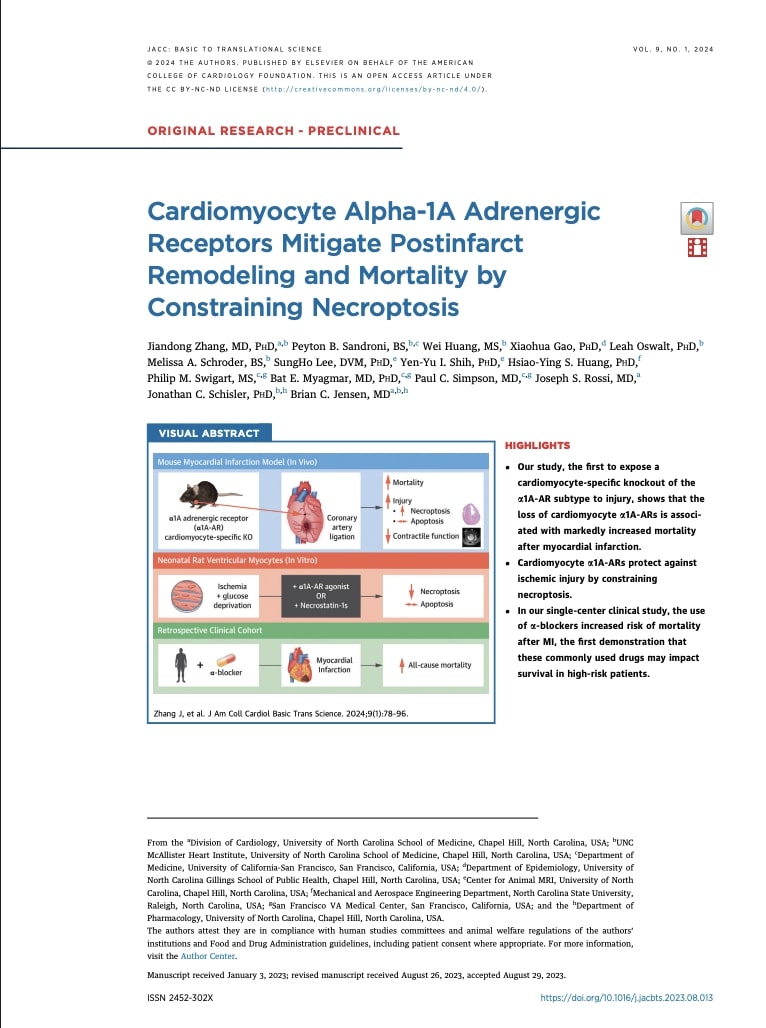 JACC: BASIC TO TRANSLATIONAL SCIENCE
VOL. 9, NO. 1, 2024
© 2024 THE AUTHORS. PUBLISHED BY ELSEVIER ON BEHALF OF THE AMERICAN
COLLEGE OF CARDIOLOGY FOUNDATION. THIS IS AN OPEN ACCESS ARTICLE UNDER
THE CC BY-NC-ND LICENSE (http://creativecommons.org/licenses/by-nc-nd/4.0/).
ORIGINAL RESEARCH - PRECLINICAL
Cardiomyocyte Alpha-1A Adrenergic
Receptors Mitigate Postinfarct
Remodeling and Mortality by
Constraining Necroptosis
Jiandong Zhang, MD, PhD,a,b Peyton B. Sandroni, BS,b,c Wei Huang, MS,b Xiaohua Gao, PhD,d Leah Oswalt, PhD,b
Melissa A. Schroder, BS,b SungHo Lee, DVM, PhD,e Yen-Yu I. Shih, PhD,e Hsiao-Ying S. Huang, PhD,f
Philip M. Swigart, MS,c,g Bat E. Myagmar, MD, PhD,c,g Paul C. Simpson, MD,c,g Joseph S. Rossi, MD,a
Jonathan C. Schisler, PhD,b,h Brian C. Jensen, MDa,b,h
VISUAL ABSTRACT
Mouse Myocardial Infarction Model (In Vivo)
α1A adrenergic receptor
(α1A-AR)
cardiomyocyte-specific KO
Coronary
artery
ligation
Mortality
Injury
• Necroptosis
• Apoptosis
Contractile function
Neonatal Rat Ventricular Myocytes (In Vitro)
Ischemia
+ glucose
deprivation
+ α1A-AR agonist
OR
+ Necrostatin-1s
Necroptosis
Apoptosis
Retrospective Clinical Cohort
+
α-blocker
Myocardial
Infarction
All-cause mortality
Zhang J, et al. J Am Coll Cardiol Basic Trans Science. 2024;9(1):78-96.
HIGHLIGHTS
• Our study, the first to expose a
cardiomyocyte-specific knockout of the
α1A-AR subtype to injury, shows that the
loss of cardiomyocyte α1A-ARs is associ-
ated with markedly increased mortality
after myocardial infarction.
• Cardiomyocyte α1A-ARs protect against
ischemic injury by constraining
necroptosis.
• In our single-center clinical study, the use
of α-blockers increased risk of mortality
after MI, the first demonstration that
these commonly used drugs may impact
survival in high-risk patients.
From the aDivision of Cardiology, University of North Carolina School of Medicine, Chapel Hill, North Carolina, USA; bUNC
McAllister Heart Institute, University of North Carolina School of Medicine, Chapel Hill, North Carolina, USA; cDepartment of
Medicine, University of California-San Francisco, San Francisco, California, USA; dDepartment of Epidemiology, University of
North Carolina Gillings School of Public Health, Chapel Hill, North Carolina, USA; eCenter for Animal MRI, University of North
Carolina, Chapel Hill, North Carolina, USA; fMechanical and Aerospace Engineering Department, North Carolina State University,
Raleigh, North Carolina, USA; gSan Francisco VA Medical Center, San Francisco, California, USA; and the hDepartment of
Pharmacology, University of North Carolina, Chapel Hill, North Carolina, USA.
The authors attest they are in compliance with human studies committees and animal welfare regulations of the authors'
institutions and Food and Drug Administration guidelines, including patient consent where appropriate. For more information,
visit the Author Center.
Manuscript received January 3, 2023; revised manuscript received August 26, 2023, accepted August 29, 2023.
ISSN 2452-302X
https://doi.org/10.1016/j.jacbts.2023.08.013